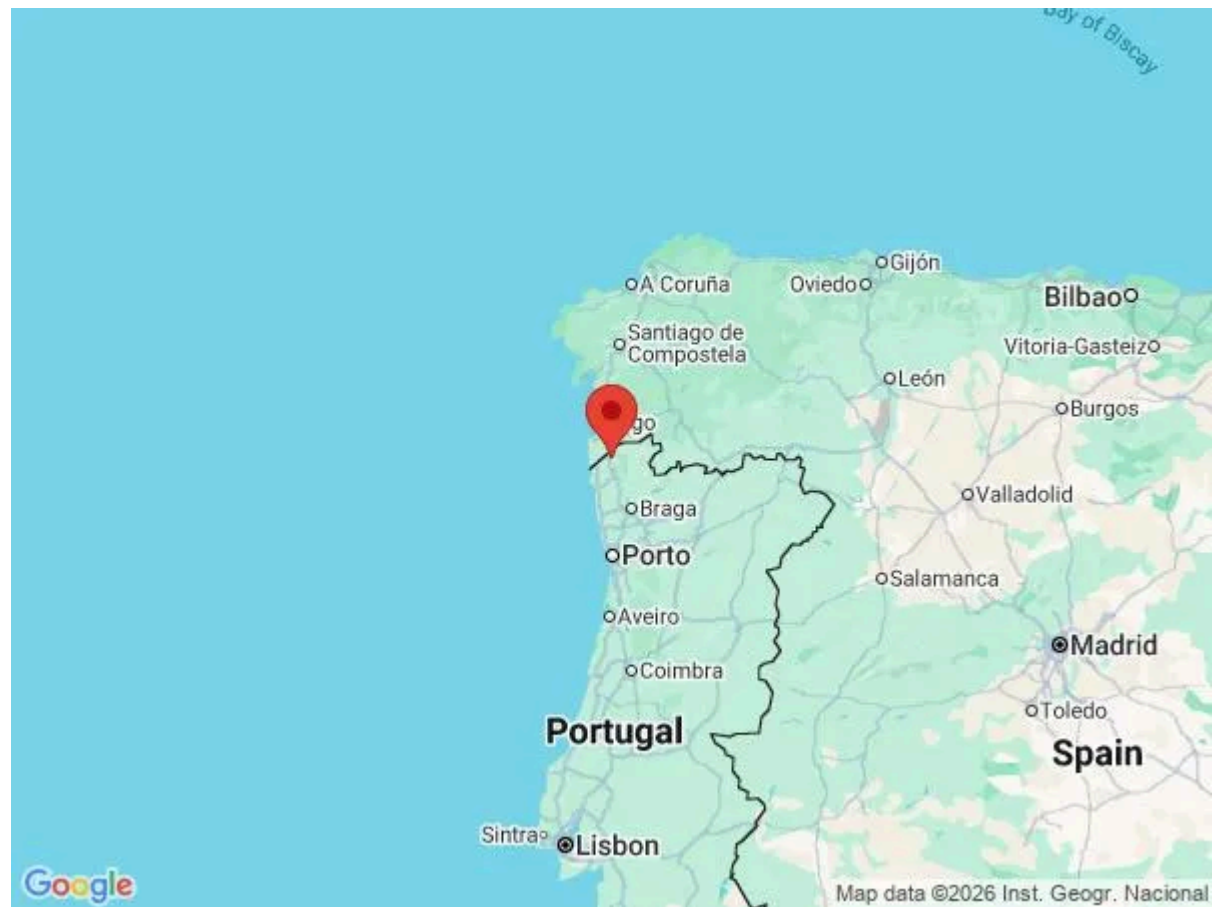 Bay of Biscay
Gijón
A Coruña
Oviedo
Bilbao
Santiago de
Compostela
Vitoria-Gasteiz
León
Burgos
go
Valladolid
Braga
Porto
Salamanca
Aveiro
Madrid
Coimbra
Toledo
Portugal
Spain
Sintra
Lisbon
Google
Map data ©2026 Inst. Geogr. Nacional